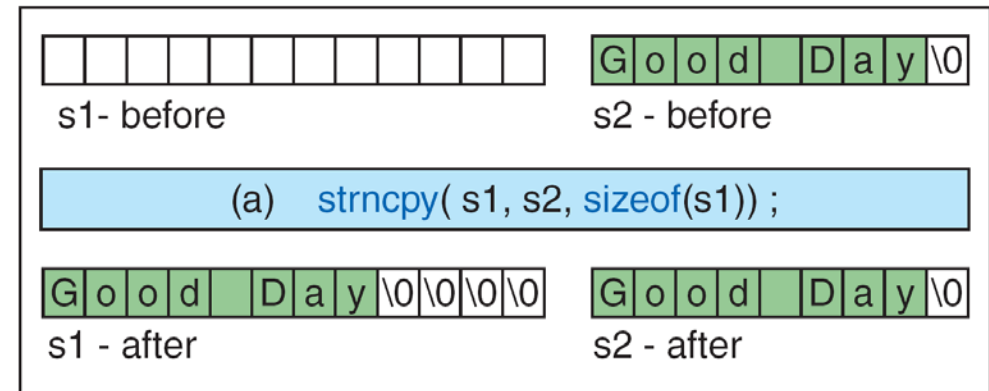 G o o d D a y \0
s1- before s2 - before
(a) strncpy( s1, s2, sizeof(s1)) ;
G o o d D a y \0 \0 \0 \0 G o o d D a y \0
s1 - after s2 - after